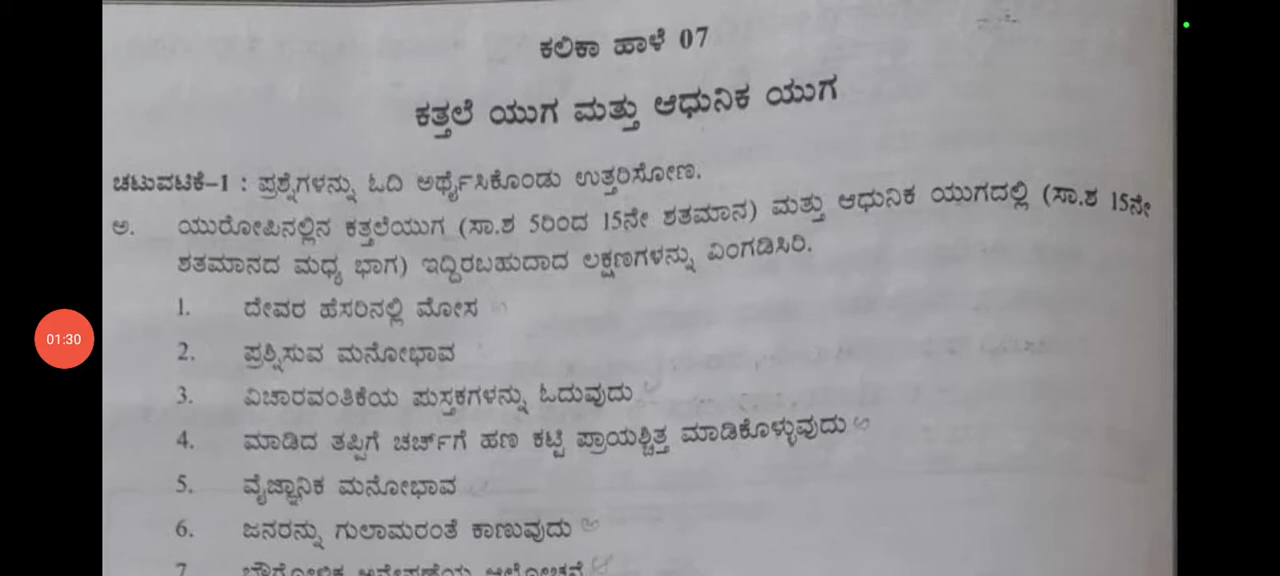 ಕಲಿಕಾ ಹಾಳೆ 07
ಕತ್ತಲೆ ಯುಗ ಮತ್ತು ಆಧುನಿಕ ಯುಗ
ಚಟುವಟಿಕೆ-1 : ಪ್ರಶ್ನೆಗಳನ್ನು ಓದಿ ಅರ್ಥೈಸಿಕೊಂಡು ಉತ್ತರಿಸೋಣ.
ಅ. ಯುರೋಪಿನಲ್ಲಿನ ಕತ್ತಲೆಯುಗ (ಸಾ.ಶ 5ರಿಂದ 15ನೇ ಶತಮಾನ) ಮತ್ತು ಆಧುನಿಕ ಯುಗದಲ್ಲಿ (ಸಾ.ಶ 15ನೇ
ಶತಮಾನದ ಮಧ್ಯ ಭಾಗ) ಇದ್ದಿರಬಹುದಾದ ಲಕ್ಷಣಗಳನ್ನು ವಿಂಗಡಿಸಿರಿ.
1. ದೇವರ ಹೆಸರಿನಲ್ಲಿ ಮೋಸ
2. ಪ್ರಶ್ನಿಸುವ ಮನೋಭಾವ
3. ವಿಚಾರವಂತಿಕೆಯ ಪುಸ್ತಕಗಳನ್ನು ಓದುವುದು
01:30
4. ಮಾಡಿದ ತಪ್ಪಿಗೆ ಚರ್ಚ್‌ಗೆ ಹಣ ಕಟ್ಟಿ ಪ್ರಾಯಶ್ಚಿತ್ತ ಮಾಡಿಕೊಳ್ಳುವುದು
5. ವೈಜ್ಞಾನಿಕ ಮನೋಭಾವ
6. ಜನರನ್ನು ಗುಲಾಮರಂತೆ ಕಾಣುವುದು
7.